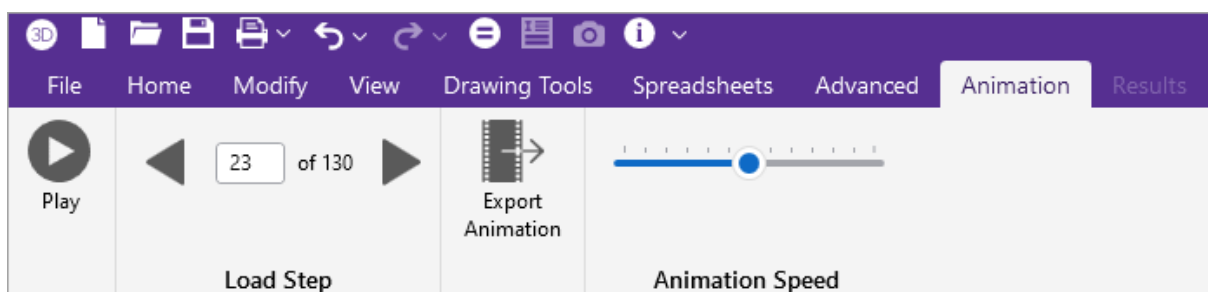 3D
File Home Modify View Drawing Tools Spreadsheets Advanced Animation Results
23 of 130
Play
Export
Animation
Load Step
Animation Speed